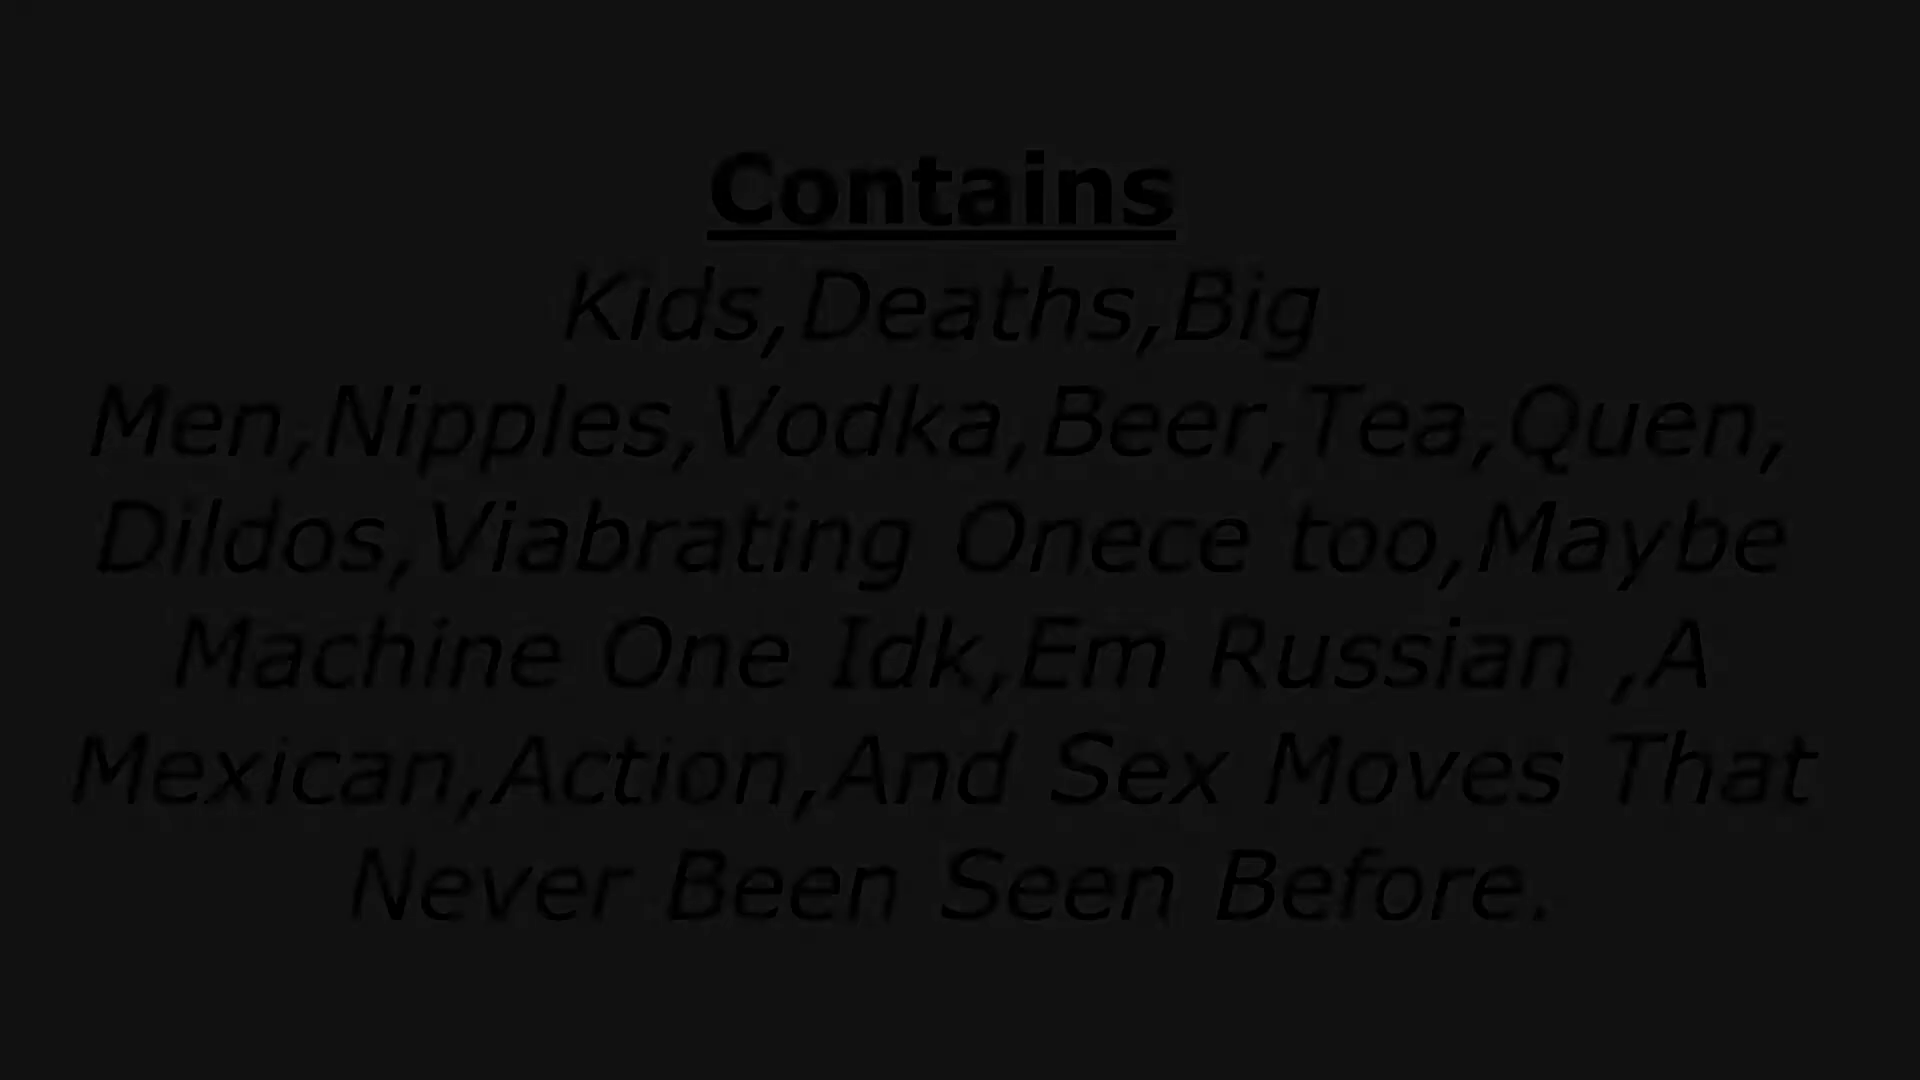 Contains
Kids,Deaths,Big
Men,Nipples,Vodka,Beer,Tea,Quen,
Dildos,Viabrating Onece too,Maybe
Machine One Idk,Em Russian ,A
Mexican,Action,And Sex Moves That
Never Been Seen Before.